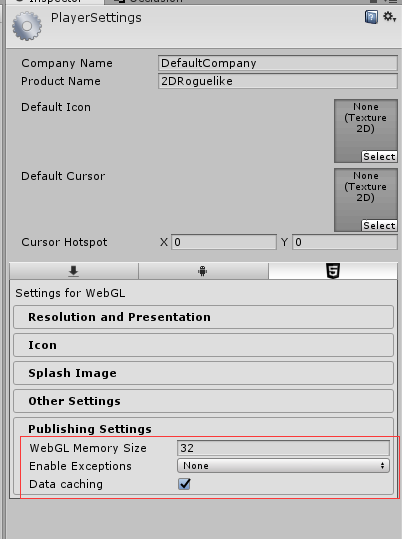 Inspector
Occlusion
PlayerSettings
Company Name DefaultCompany
Product Name 2DRoguelike
Default Icon
None
(Texture
2D)
Select
Default Cursor
None
(Texture
2D)
Select
Cursor Hotspot X 0 Y 0
Settings for WebGL
Resolution and Presentation
Icon
Splash Image
Other Settings
Publishing Settings
WebGL Memory Size 32
Enable Exceptions None
Data caching